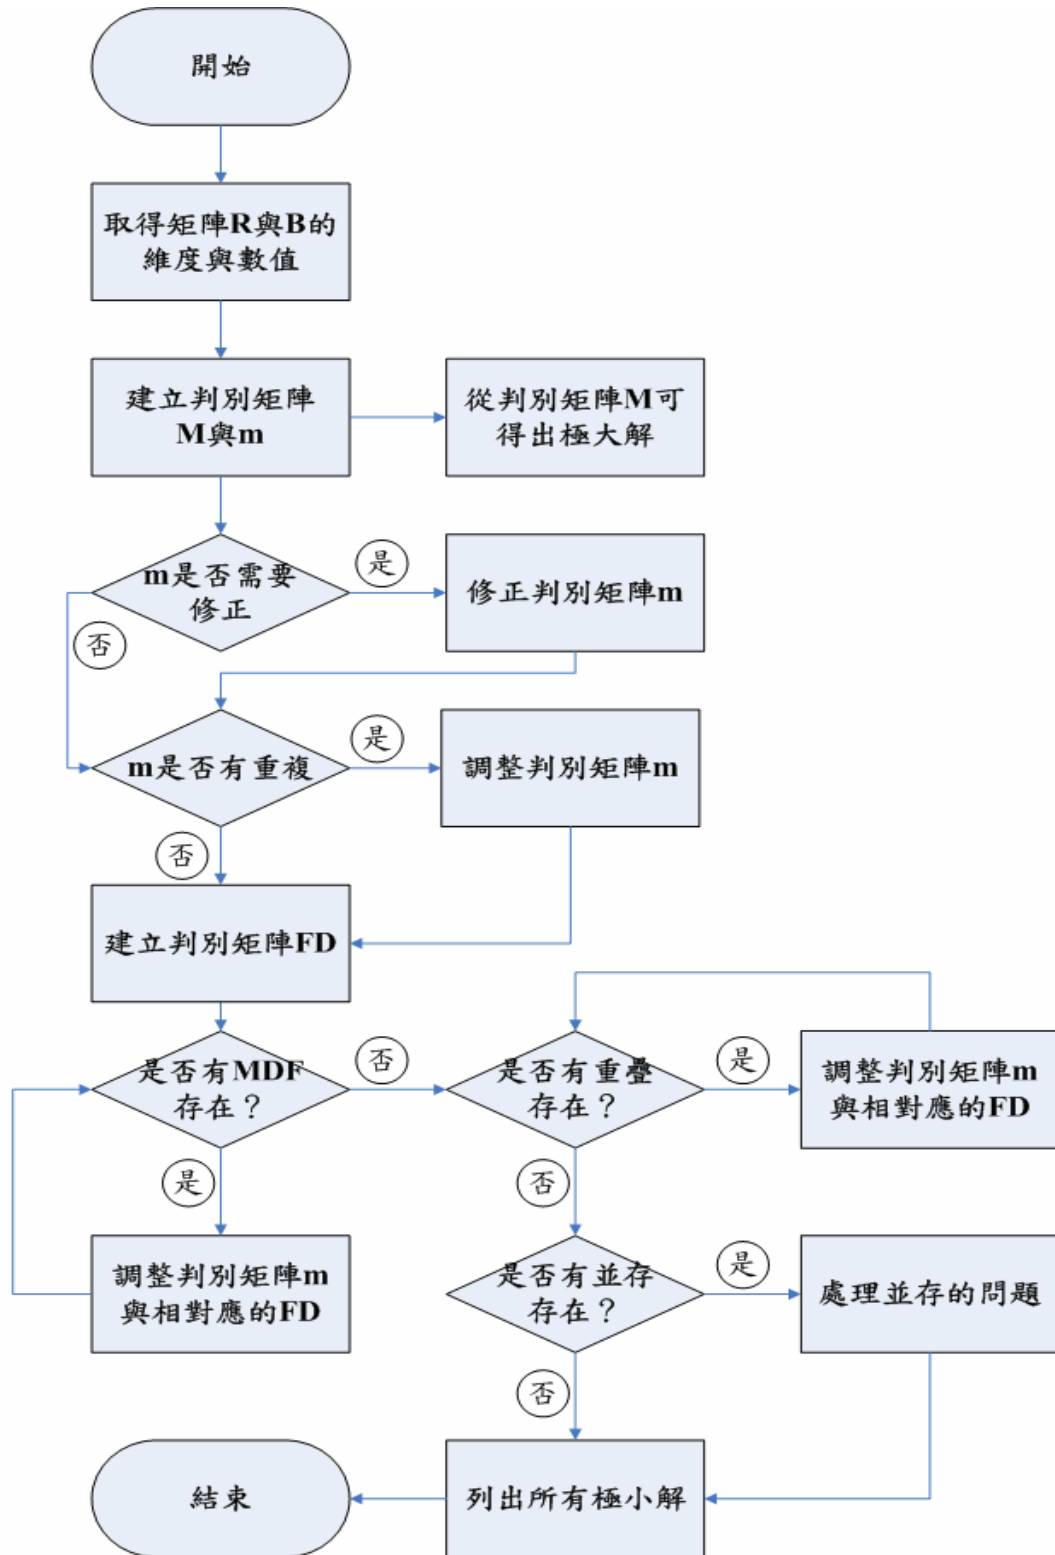 開始
取得矩陣R與B的
維度與數值
建立判別矩陣
M與m
從判別矩陣M可
得出極大解
m是否需要
修正
是
修正判別矩陣m
否
m是否有重複
是
調整判別矩陣m
否
建立判別矩陣FD
是否有MDF
存在？
否
是否有重疊
存在？
是
調整判別矩陣m
與相對應的FD
是
否
調整判別矩陣m
與相對應的FD
是否有並存
存在？
是
處理並存的問題
否
結束
列出所有極小解